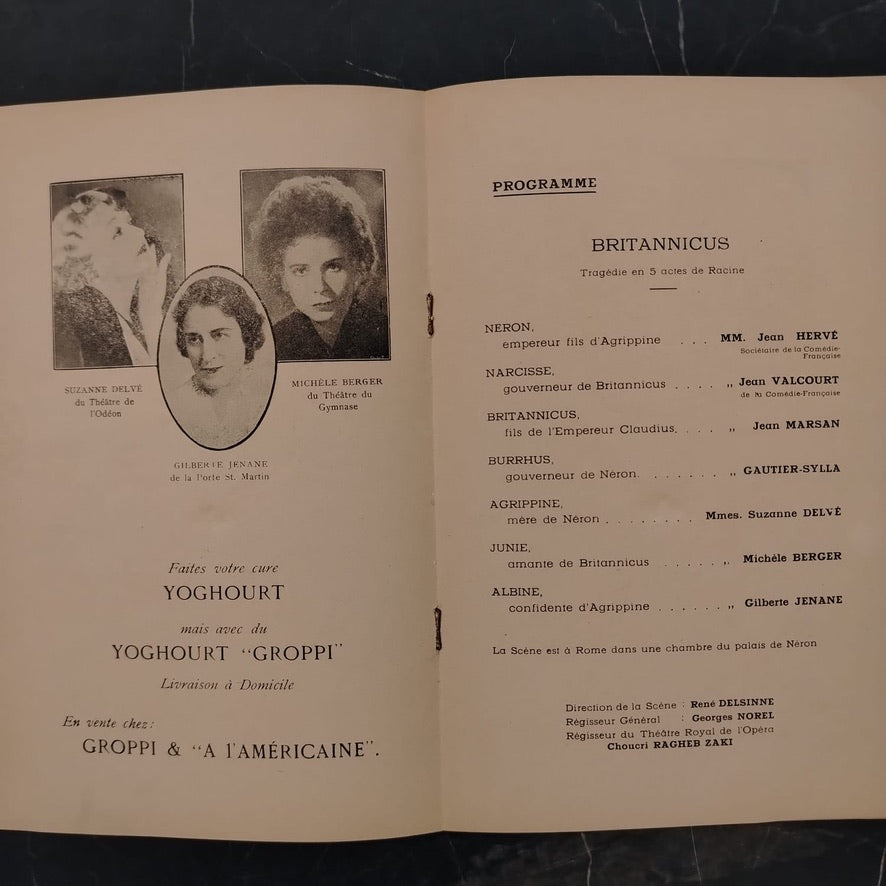 SUZANNE DELVÉ
du Théâtre de
l'Odéon
MICHÈLE BERGER
du Théâtre du
Gymnase
GILBERTE JENANE
de la Porte St. Martin
Faites votre cure
YOGHOURT
mais avec du
YOGHOURT "GROPPI"
Livraison à Domicile
En vente chez:
GROPPI & "A l'AMÉRICAINE".
PROGRAMME
BRITANNICUS
Tragédie en 5 actes de Racine
NERON,
empereur fils d'Agrippine . . . MM. Jean HERVÉ
Sociétaire de la Comédie-
Française
NARCISSE,
gouverneur de Britannicus . . . . ,, Jean VALCOURT
de la Comédie-Française
BRITANNICUS,
fils de l'Empereur Claudius. . . . ,, Jean MARSAN
BURRHUS,
gouverneur de Néron. . . . . . ,, GAUTIER-SYLLA
AGRIPPINE,
mère de Néron . . . . . . . . Mmes. Suzanne DELVÉ
JUNIE,
amante de Britannicus . . . . . ,, Michèle BERGER
ALBINE,
confidente d'Agrippine . . . . . . ,, Gilberte JENANE
La Scène est à Rome dans une chambre du palais de Néron
Direction de la Scène : René DELSINNE
Régisseur Général : Georges NOREL
Régisseur du Théâtre Royal de l'Opéra
Choucri RAGHEB ZAKI